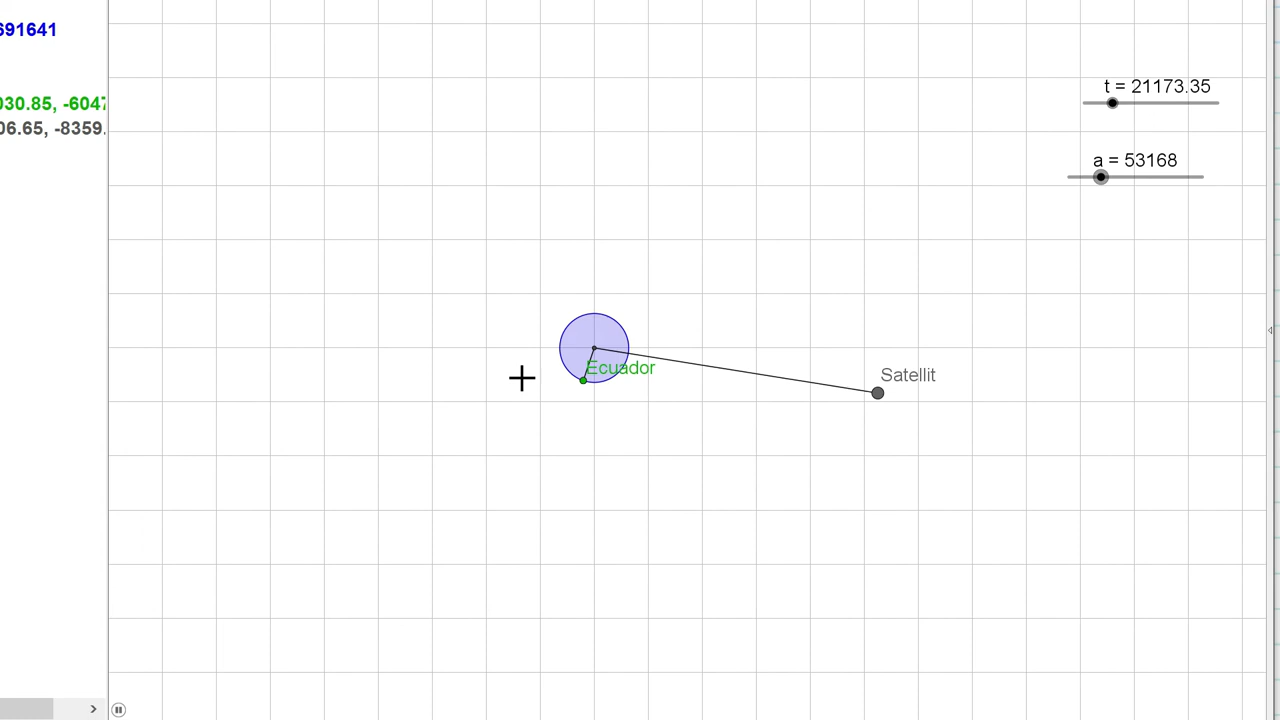 691641
030.85, -6047
06.65, -8359.
t = 21173.35
a = 53168
Ecuador
Satellit